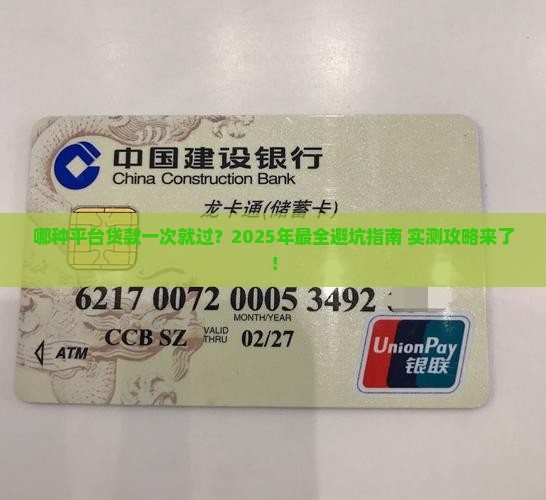 中国建设银行
China Construction Bank
龙卡通(储蓄卡)
哪种平台贷款一次就过？2025年最全避坑指南 实测攻略来了
！
6217 0072 0005 3492
MONTH/YEAR
CCB SZ VALID THRU 02/27
ATM
UnionPay
银联